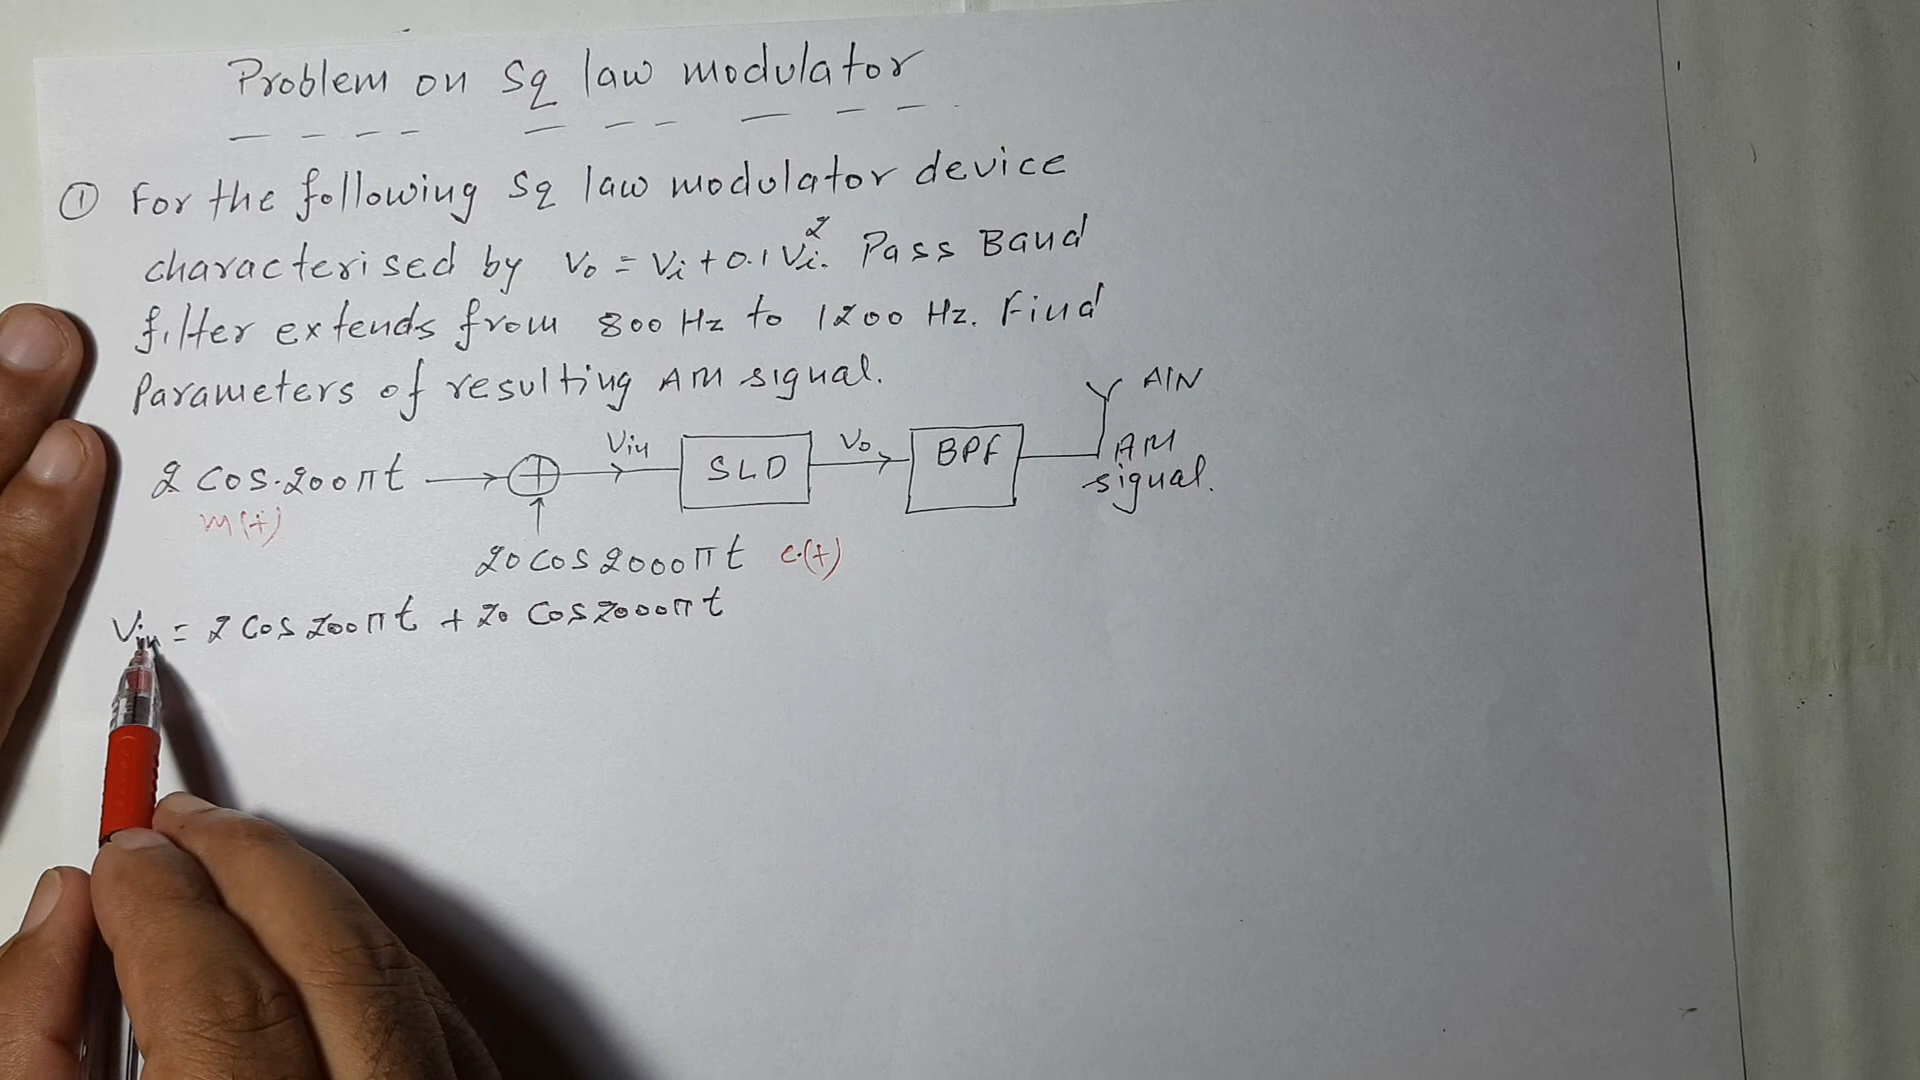 Problem on Sq law modulator
① For the following Sq law modulator device
characterised by V₀ = Vᵢ + 0.1 Vᵢ². Pass Band
filter extends from 800 Hz to 1200 Hz. Find
Parameters of resulting AM signal.
2 cos.200πt → ⊕ Vin SLD V₀ BPF AIN
AM signal.
m(t)
20 cos 2000πt c(t)
Vin = 2 cos 200πt + 20 cos 2000πt